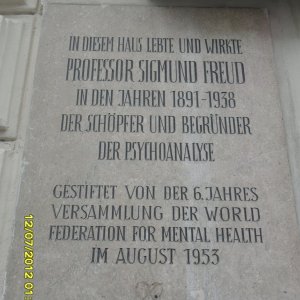 IN DIESEM HAUS LEBTE UND WIRKTE
PROFESSOR SIGMUND FREUD
IN DEN JAHREN 1891-1938
DER SCHÖPFER UND BEGRÜNDER
DER PSYCHOANALYSE
GESTIFTET VON DER 6. JAHRES
VERSAMMLUNG DER WORLD
FEDERATION FOR MENTAL HEALTH
IM AUGUST 1953
12/07/2012 01